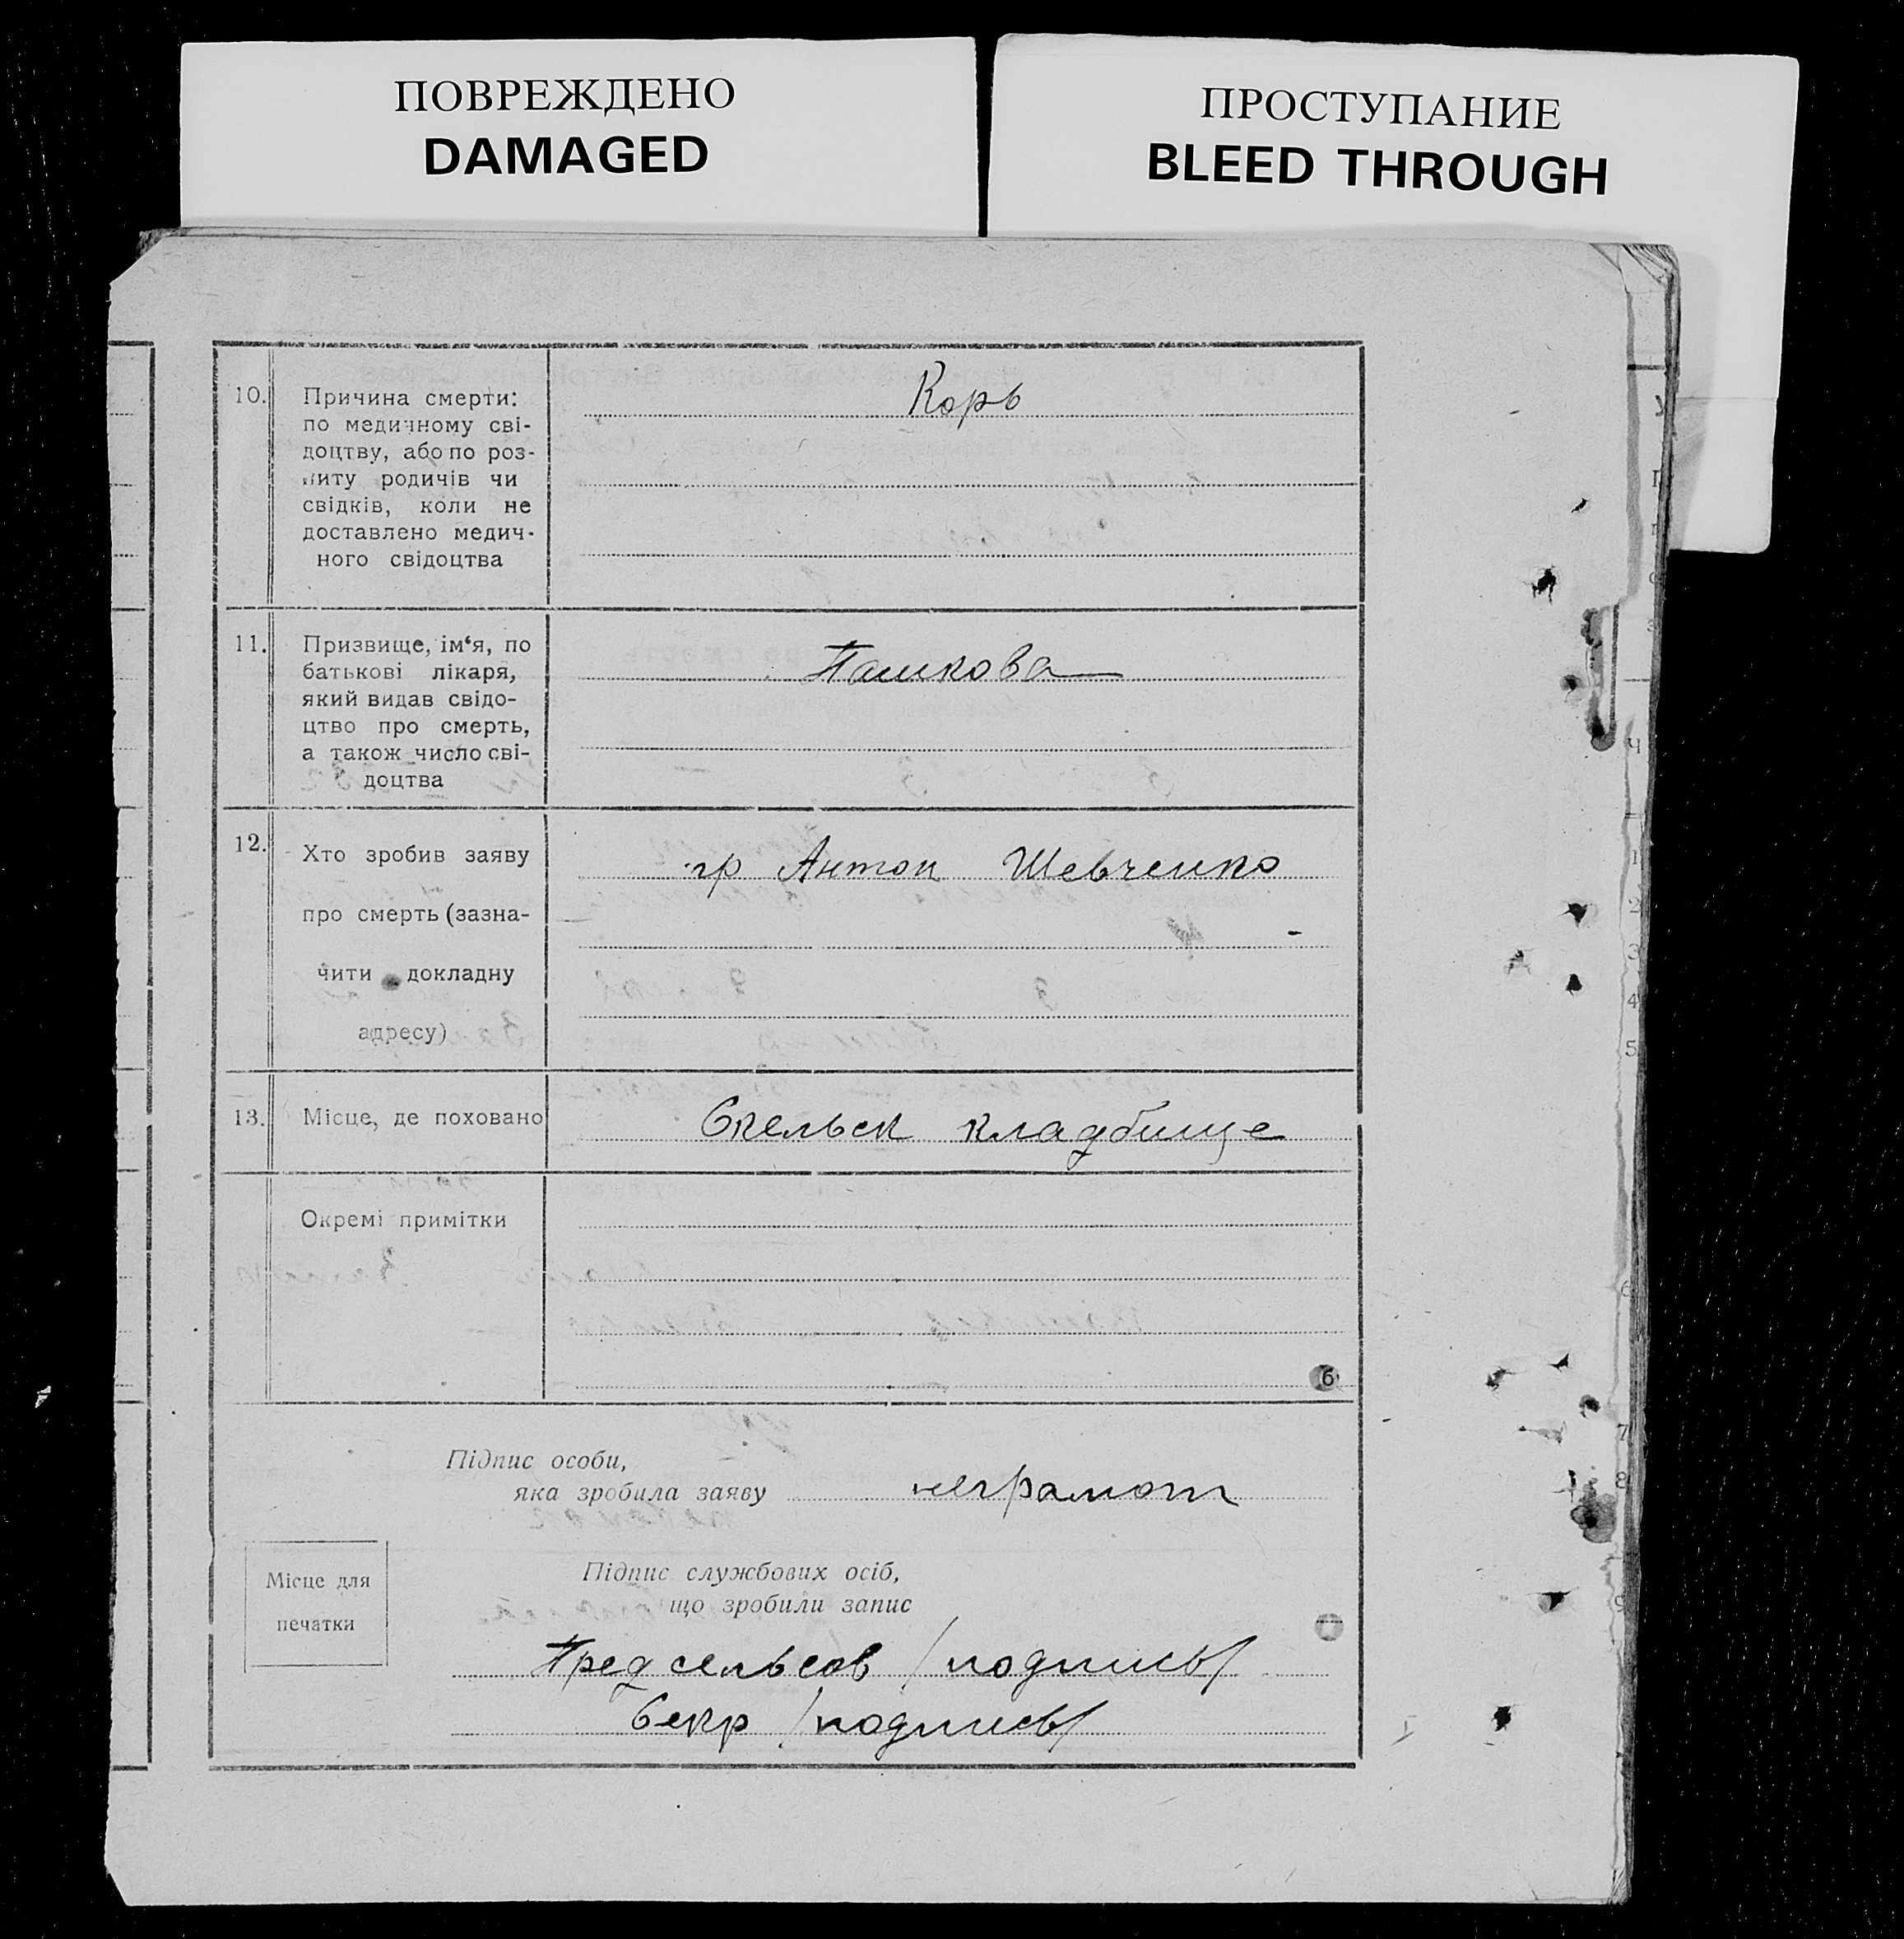 ПОВРЕЖДЕНО
DAMAGED
ПРОСТУПАНИЕ
BLEED THROUGH
10. Причина смерти:
по медичному сві-
доцтву, або по роз-
питу родичів чи
свідків, коли не
доставлено медич-
ного свідоцтва
Корь
11. Призвище, ім‘я, по
батькові лікаря,
який видав свідо-
цтво про смерть,
а також число сві-
доцтва
Пашкова
12. Хто зробив заяву
про смерть (зазна-
чити докладну
адресу)
гр Антон Шевченко
13. Місце, де поховано
Скельск кладбище
Окремі примітки
Підпис особи,
яка зробила заяву неграмот
Місце для
печатки
Підпис службових осіб,
що зробили запис
Пред сельсов /подпись/
Секр /подпись/